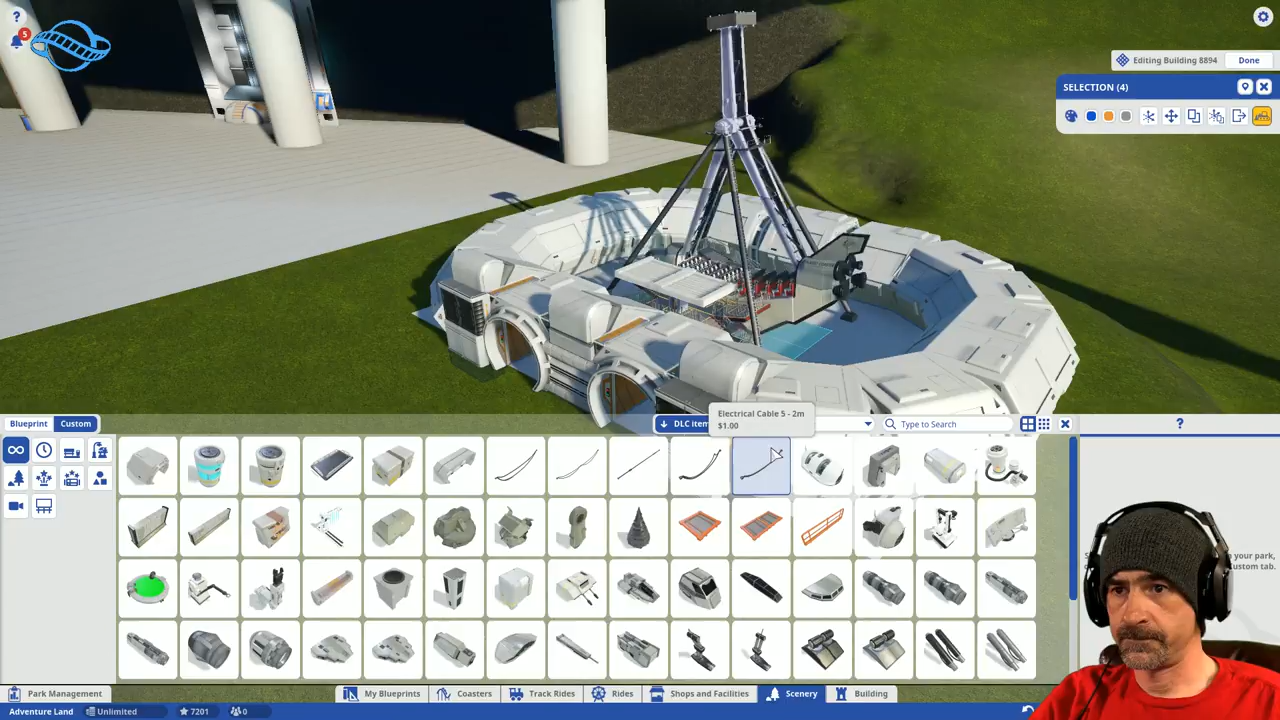 ?
5
Editing Building 8894
Done
SELECTION (4)
Blueprint
Custom
DLC item
Electrical Cable 5 - 2m
$1.00
Type to Search
?
your park,
custom tab.
Park Management
My Blueprints
Coasters
Track Rides
Rides
Shops and Facilities
Scenery
Building
Adventure Land
Unlimited
7201
0